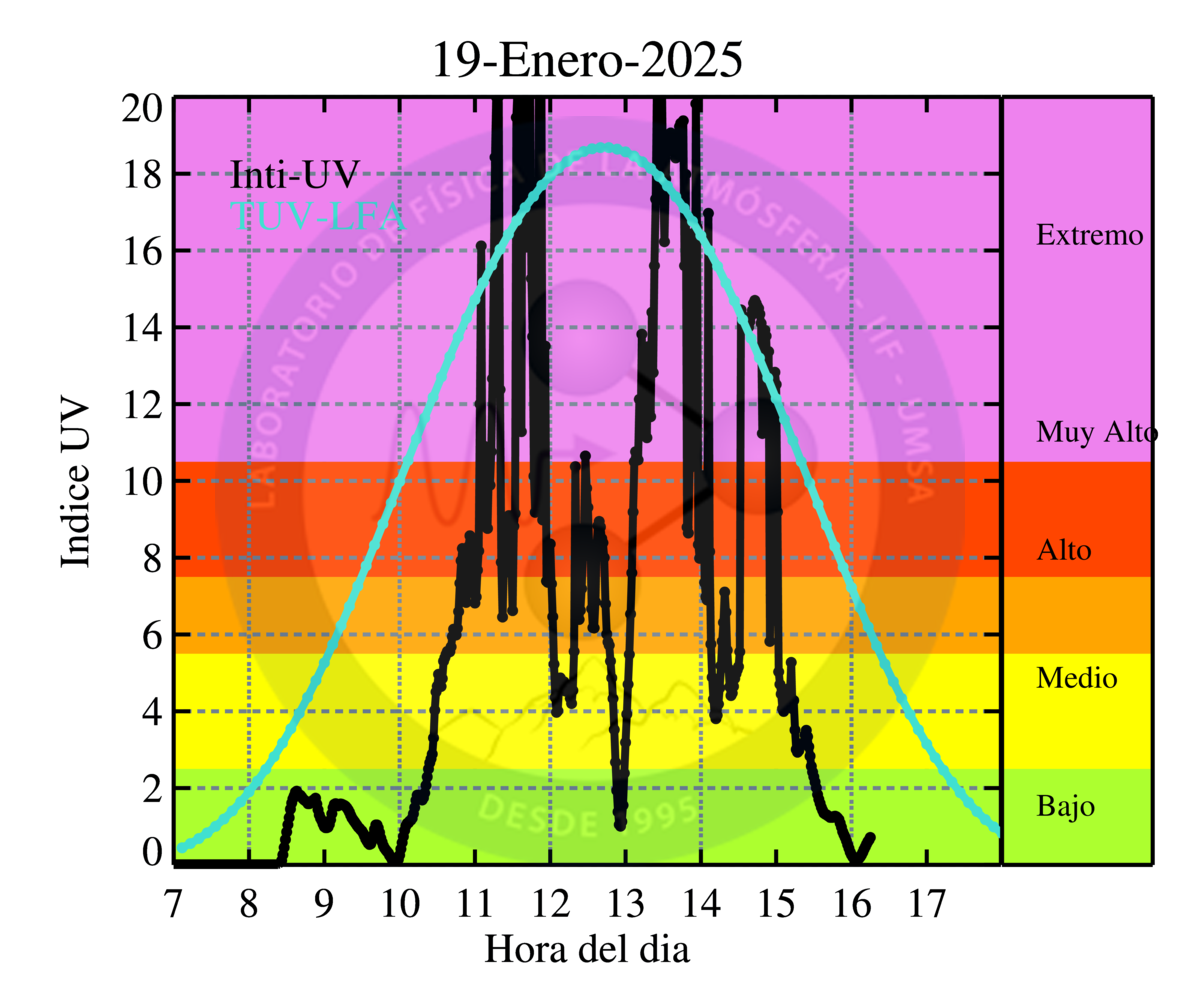 19-Enero-2025
20
18
16
14
12
10
8
6
4
2
0
Indice UV
Inti-UV
TUV-LFA
LABORATORIO DE FÍSICA DE LA ATMÓSFERA - IIF - UMSA
DESDE 1995
Extremo
Muy Alto
Alto
Medio
Bajo
7 8 9 10 11 12 13 14 15 16 17
Hora del dia